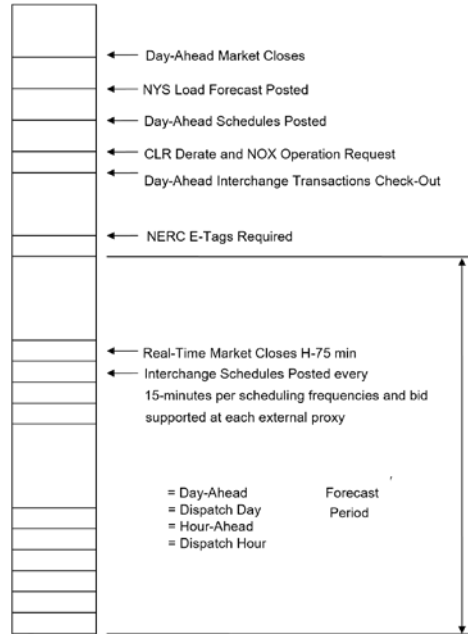 Day-Ahead Market Closes
NYS Load Forecast Posted
Day-Ahead Schedules Posted
CLR Derate and NOX Operation Request
Day-Ahead Interchange Transactions Check-Out
NERC E-Tags Required
Real-Time Market Closes H-75 min
Interchange Schedules Posted every
15-minutes per scheduling frequencies and bid
supported at each external proxy
= Day-Ahead
= Dispatch Day
= Hour-Ahead
= Dispatch Hour
Forecast
Period